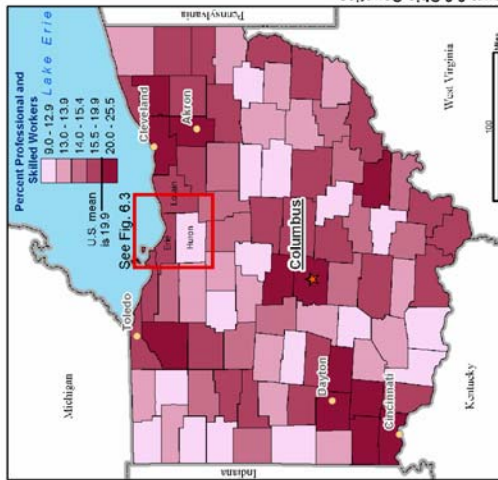 Percent Professional and
Skilled Workers
9.0 - 12.9
13.0 - 13.9
14.0 - 15.4
15.5 - 19.9
20.0 - 25.5
U.S. mean
is 19.9
See Fig. 6.3
Lake Erie
Michigan
Pennsylvania
Toledo
Cleveland
Akron
Lorain
Erie
Huron
Columbus
Dayton
Cincinnati
Indiana
Kentucky
West Virginia
100